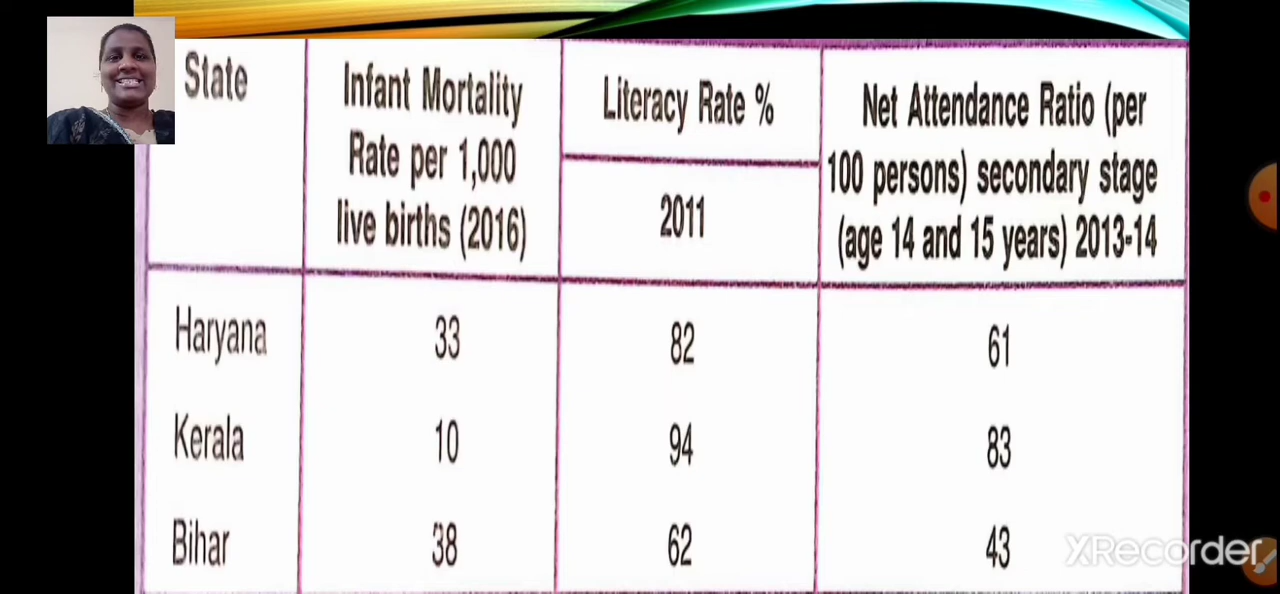 State
Infant Mortality
Rate per 1,000
live births (2016)
Literacy Rate %
2011
Net Attendance Ratio (per
100 persons) secondary stage
(age 14 and 15 years) 2013-14
Haryana 33 82 61
Kerala 10 94 83
Bihar 38 62 43
XRecorder